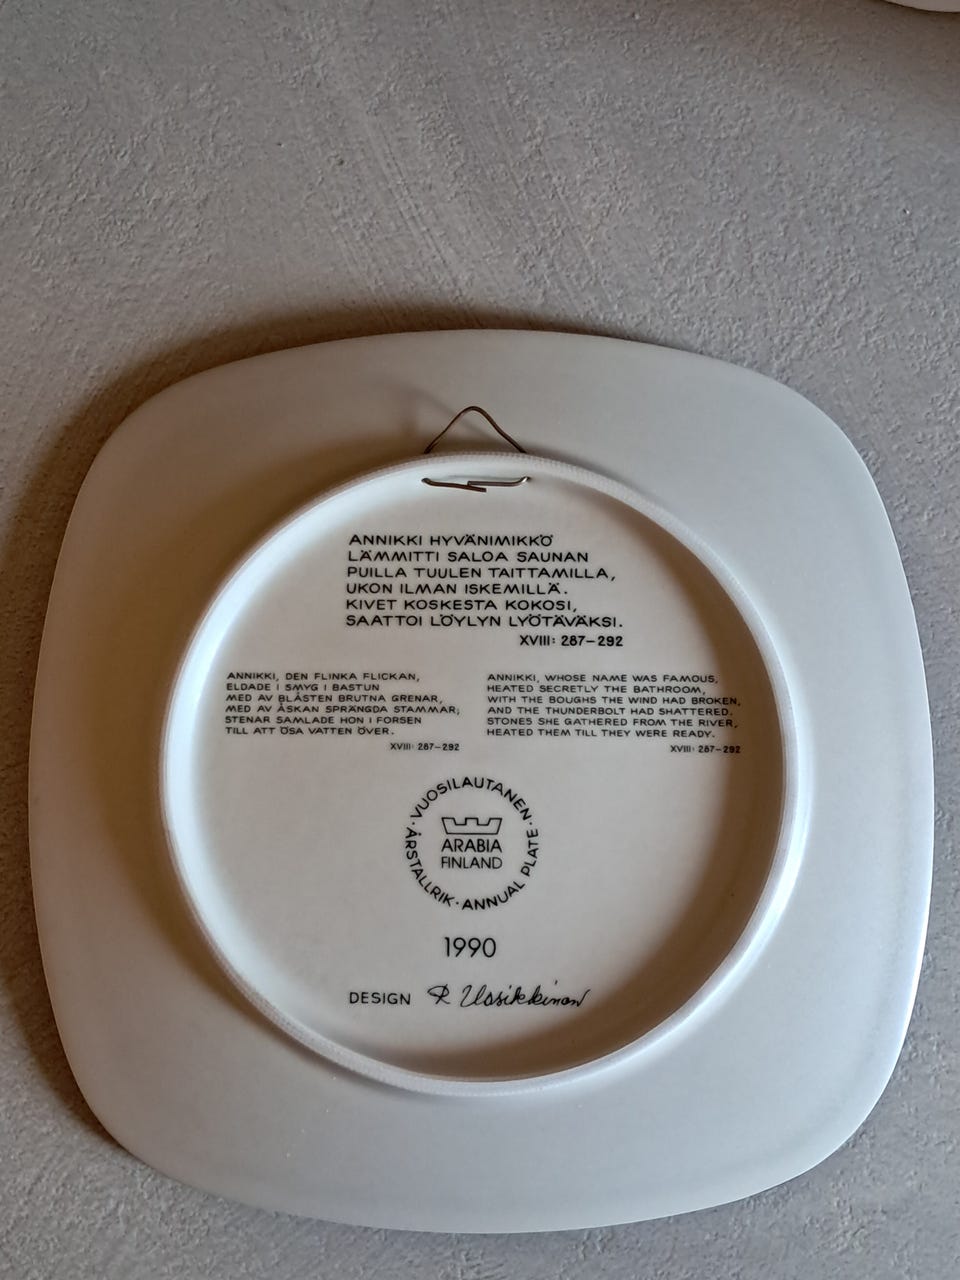 ANNIKKI HYVÄNIMIKKO
LÄMMITTI SALOA SAUNAN
PUILLA TUULEN TAITTAMILLA,
UKON ILMAN ISKEMILLÄ.
KIVET KOSKESTA KOKOSI,
SAATTOI LÖYLYN LYÖTÄVÄKSI.
XVIII: 287–292
ANNIKKI, DEN FLINKA FLICKAN,
ELDADE I SMYG I BASTUN
MED AV BLÅSTEN BRUTNA GRENAR,
MED AV ÅSKAN SPRÄNGDA STAMMAR;
STENAR SAMLADE HON I FORSEN
TILL ATT ÖSA VATTEN ÖVER.
XVIII: 287–292
ANNIKKI, WHOSE NAME WAS FAMOUS,
HEATED SECRETLY THE BATHROOM,
WITH THE BOUGHS THE WIND HAD BROKEN,
AND THE THUNDERBOLT HAD SHATTERED.
STONES SHE GATHERED FROM THE RIVER,
HEATED THEM TILL THEY WERE READY.
XVIII: 287–292
·VUOSILAUTANEN·
ANNUAL PLATE
·ÅRSTALLRIK·
ARABIA
FINLAND
1990
DESIGN R Uosikkinen